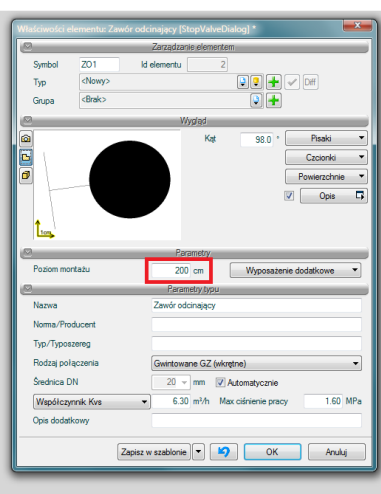 Właściwości elementu: Zawór odcinający [StopValveDialog] *
Zarządzanie elementem
Symbol ZO1 Id elementu 2
Typ <Nowy> Diff
Grupa <Brak>
Wygląd
Kąt 98.0 ° Pisaki
Czcionki
Powierzchnie
Opis
1cm
Parametry
Poziom montażu 200 cm Wyposażenie dodatkowe
Parametry typu
Nazwa Zawór odcinający
Norma/Producent
Typ/Typoszereg
Rodzaj połączenia Gwintowane GZ (wkrętne)
Średnica DN 20 mm Automatycznie
Współczynnik Kvs 6.30 m³/h Max ciśnienie pracy 1.60 MPa
Opis dodatkowy
Zapisz w szablonie OK Anuluj